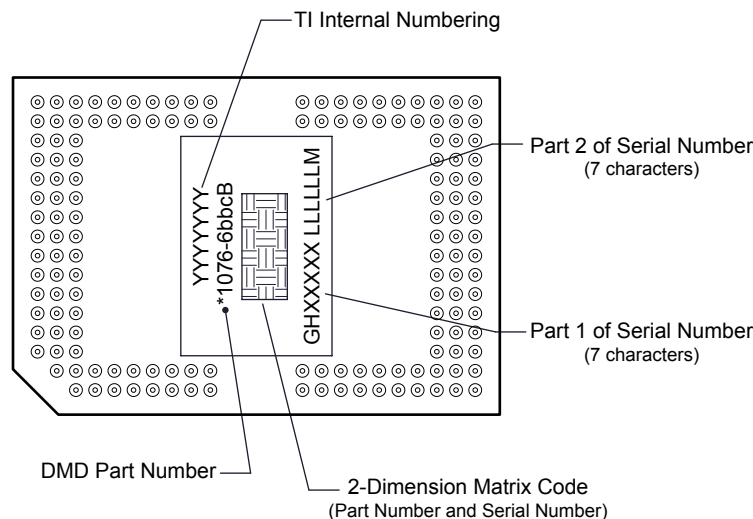 TI Internal Numbering
Part 2 of Serial Number
(7 characters)
YYYYYYY
*1076-6bbcB
GHXXXXX LLLLLLM
Part 1 of Serial Number
(7 characters)
DMD Part Number
2-Dimension Matrix Code
(Part Number and Serial Number)